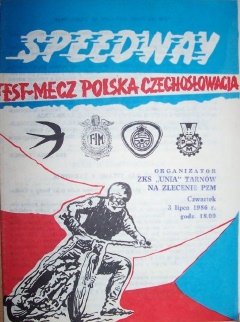 SPEEDWAY
TEST-MECZ POLSKA CZECHOSŁOWACJA
ORGANIZATOR
ZKS „UNIA” TARNÓW
NA ZLECENIE PZM
Czwartek
3 lipca 1986 r.
godz. 18.00